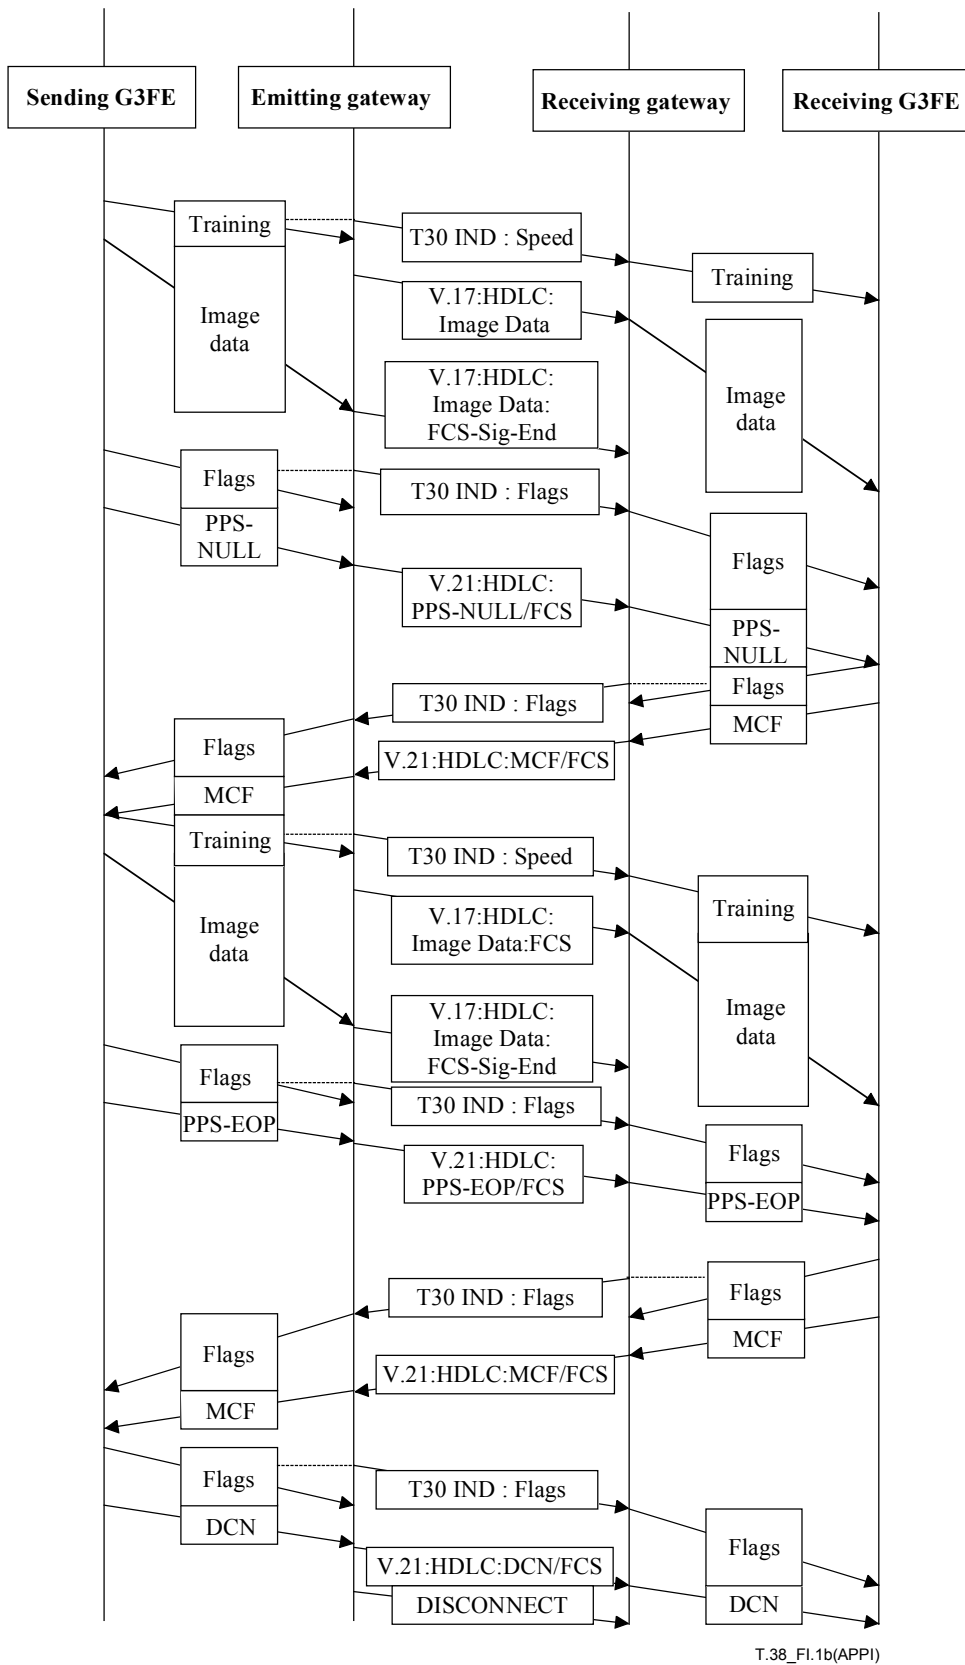 Sending G3FE
Emitting gateway
Receiving gateway
Receiving G3FE
Training
T30 IND : Speed
Training
Image
data
V.17:HDLC:
Image Data
Image
data
V.17:HDLC:
Image Data:
FCS-Sig-End
Flags
T30 IND : Flags
PPS-
NULL
Flags
V.21:HDLC:
PPS-NULL/FCS
PPS-
NULL
Flags
T30 IND : Flags
MCF
Flags
V.21:HDLC:MCF/FCS
MCF
Training
T30 IND : Speed
Training
Image
data
V.17:HDLC:
Image Data:FCS
Image
data
V.17:HDLC:
Image Data:
FCS-Sig-End
Flags
T30 IND : Flags
PPS-EOP
Flags
V.21:HDLC:
PPS-EOP/FCS
PPS-EOP
Flags
T30 IND : Flags
MCF
Flags
V.21:HDLC:MCF/FCS
MCF
Flags
T30 IND : Flags
DCN
Flags
V.21:HDLC:DCN/FCS
DISCONNECT
DCN
T.38_FI.1b(APPI)